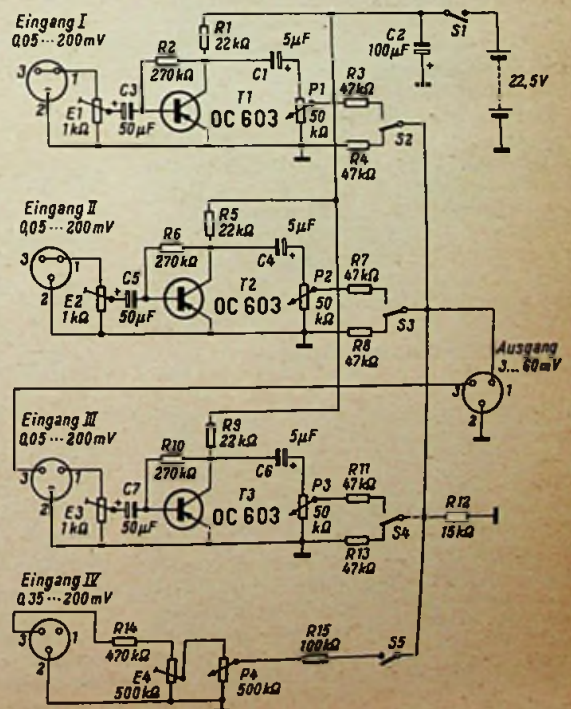 Eingang I
0,05...200mV
3
1
2
E1
1kΩ
C3
50µF
R2
270kΩ
R1
22kΩ
T1
OC 603
5µF
C1
+
P1
50
kΩ
R3
47kΩ
R4
47kΩ
S2
C2
100µF
+
S1
22,5V
Eingang II
0,05...200mV
3
1
2
E2
1kΩ
C5
50µF
R6
270kΩ
R5
22kΩ
T2
OC 603
5µF
C4
+
P2
50
kΩ
R7
47kΩ
R8
47kΩ
S3
Ausgang
3...60mV
3
1
2
Eingang III
0,05...200mV
3
1
2
E3
1kΩ
C7
50µF
R10
270kΩ
R9
22kΩ
T3
OC 603
5µF
C6
+
P3
50
kΩ
R11
47kΩ
R13
47kΩ
S4
R12
15kΩ
Eingang IV
0,35...200mV
3
1
2
R14
470kΩ
E4
500kΩ
P4
500kΩ
R15
100kΩ
S5